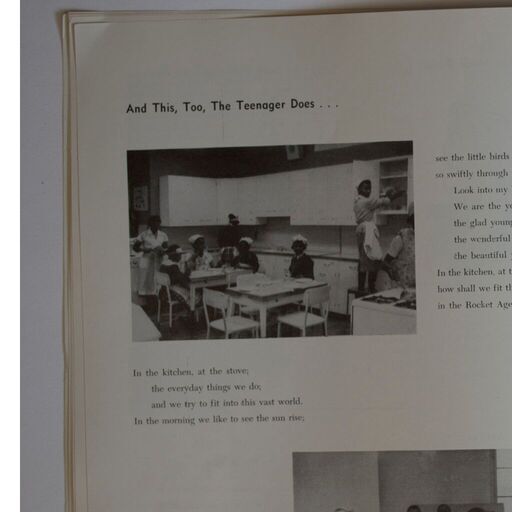 And This, Too, The Teenager Does . . .
In the kitchen, at the stove;
the everyday things we do;
and we try to fit into this vast world.
In the morning we like to see the sun rise;
see the little birds
so swiftly through
Look into my
We are the
the glad
the wonderful
the beautiful
In the kitchen, at
how shall we fit
in the Rocket